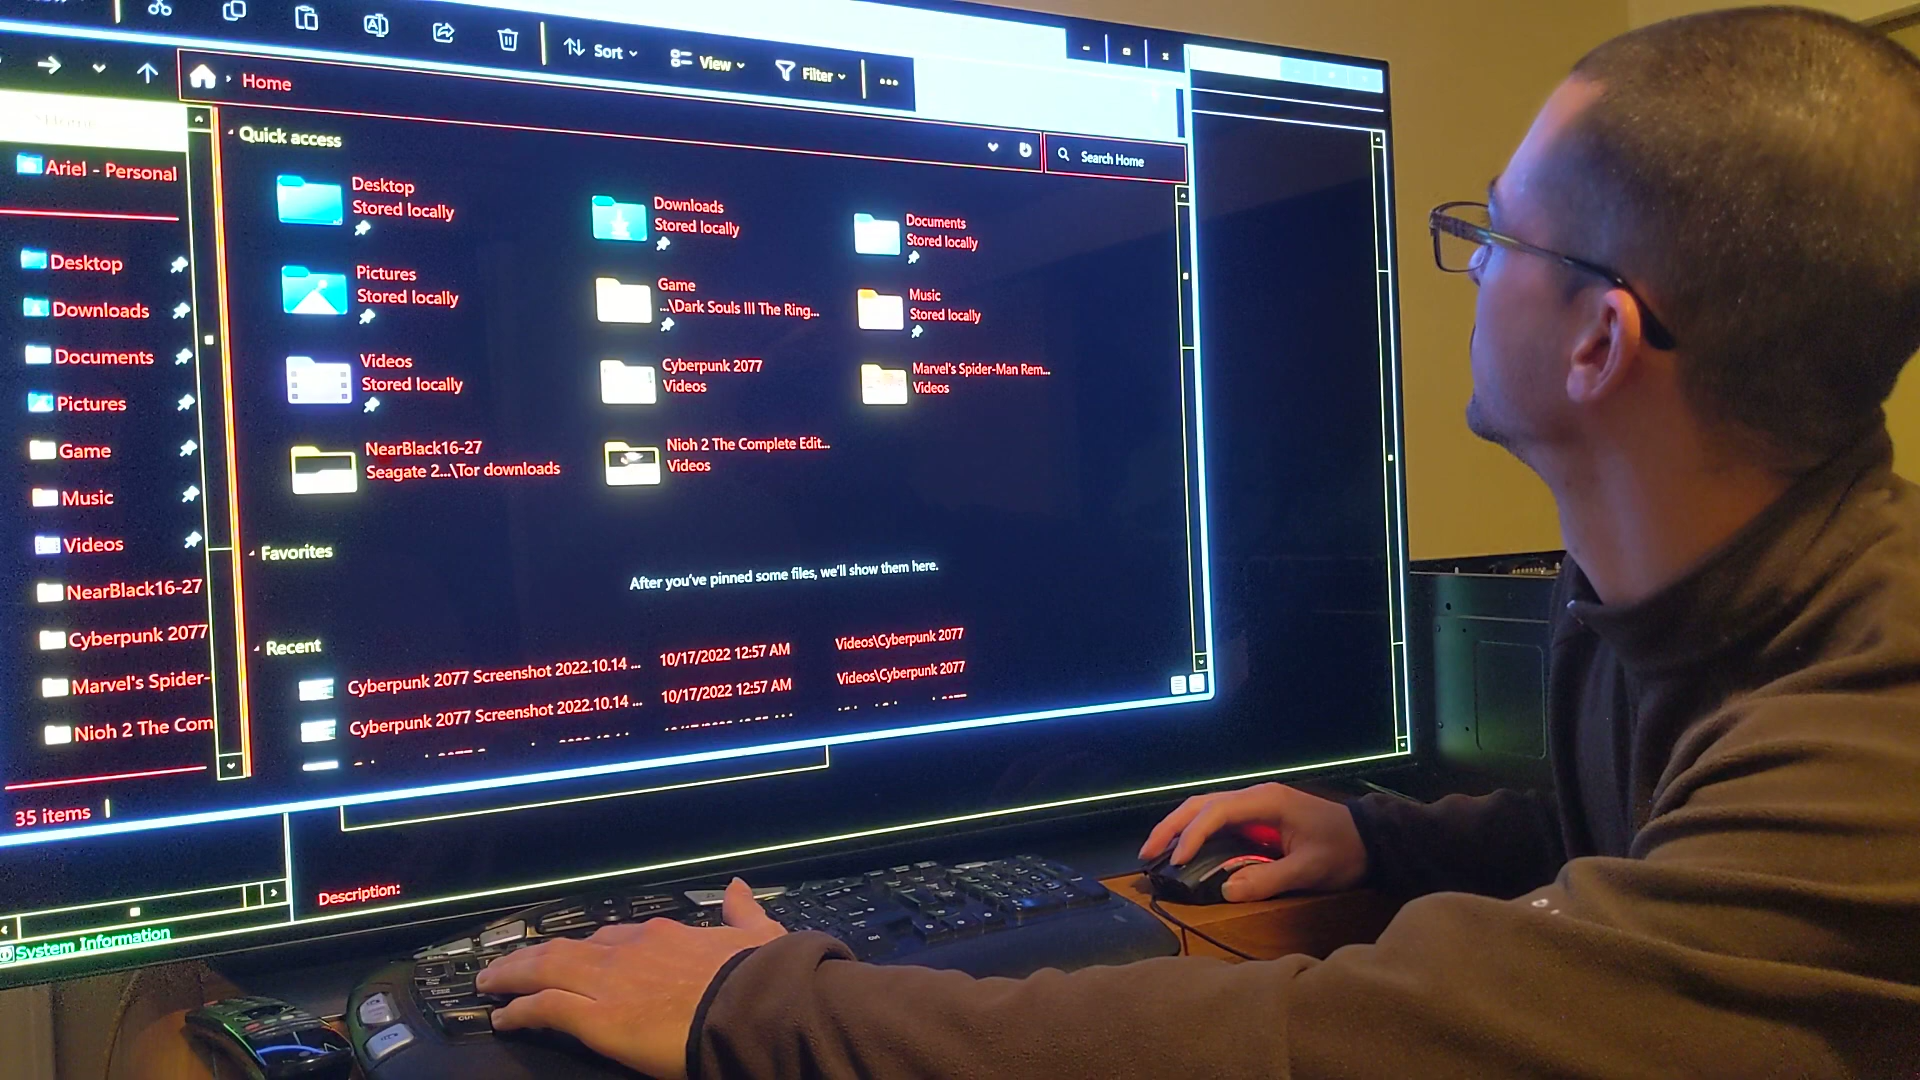 Sort
View
Filter
Home
Search Home
Quick access
Ariel - Personal
Desktop
Downloads
Documents
Pictures
Game
Music
Videos
NearBlack16-27
Cyberpunk 2077
Marvel's Spider-
Nioh 2 The Com
35 items
Desktop
Stored locally
Downloads
Stored locally
Documents
Stored locally
Pictures
Stored locally
Game
...\Dark Souls III The Ring...
Music
Stored locally
Videos
Stored locally
Cyberpunk 2077
Videos
Marvel's Spider-Man Rem...
Videos
NearBlack16-27
Seagate 2...\Tor downloads
Nioh 2 The Complete Edit...
Videos
Favorites
After you've pinned some files, we'll show them here.
Recent
Cyberpunk 2077 Screenshot 2022.10.14 ... 10/17/2022 12:57 AM Videos\Cyberpunk 2077
Cyberpunk 2077 Screenshot 2022.10.14 ... 10/17/2022 12:57 AM Videos\Cyberpunk 2077
Description:
System Information